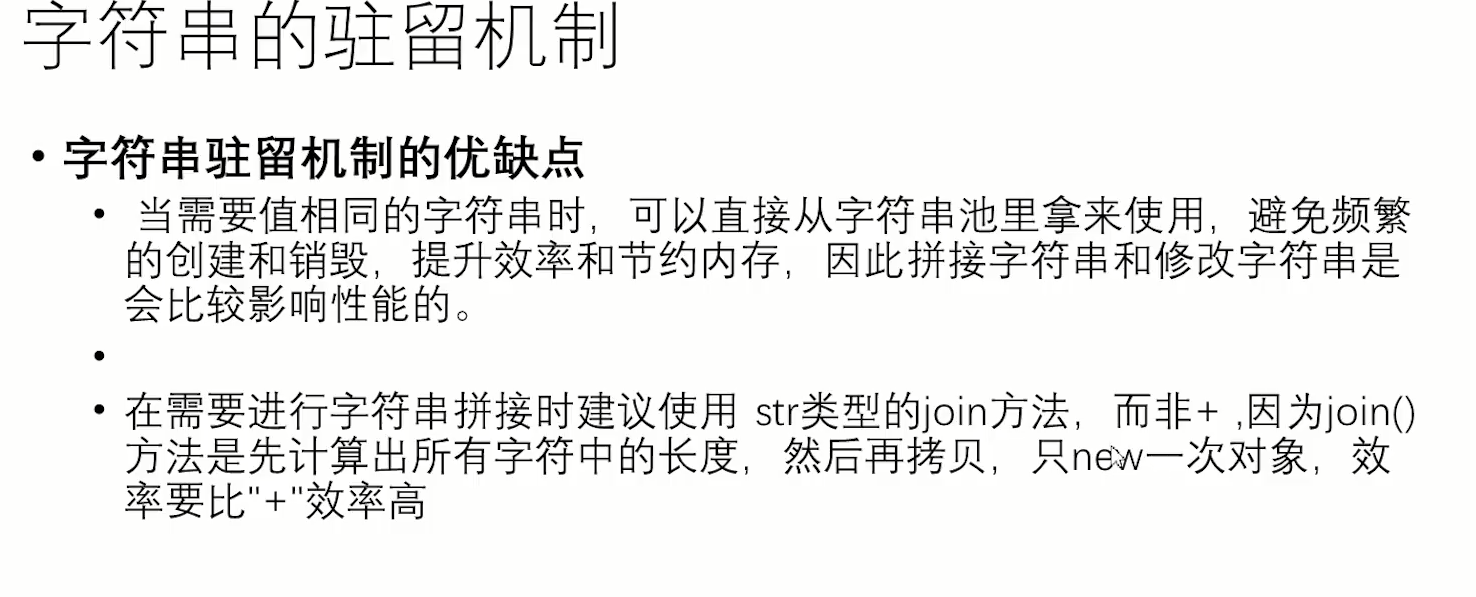 字符串的驻留机制
• 字符串驻留机制的优缺点
• 当需要值相同的字符串时，可以直接从字符串池里拿来使用，避免频繁
的创建和销毁，提升效率和节约内存，因此拼接字符串和修改字符串是
会比较影响性能的。
•
• 在需要进行字符串拼接时建议使用 str类型的join方法，而非+ ,因为join()
方法是先计算出所有字符中的长度，然后再拷贝，只new一次对象，效
率要比"+"效率高